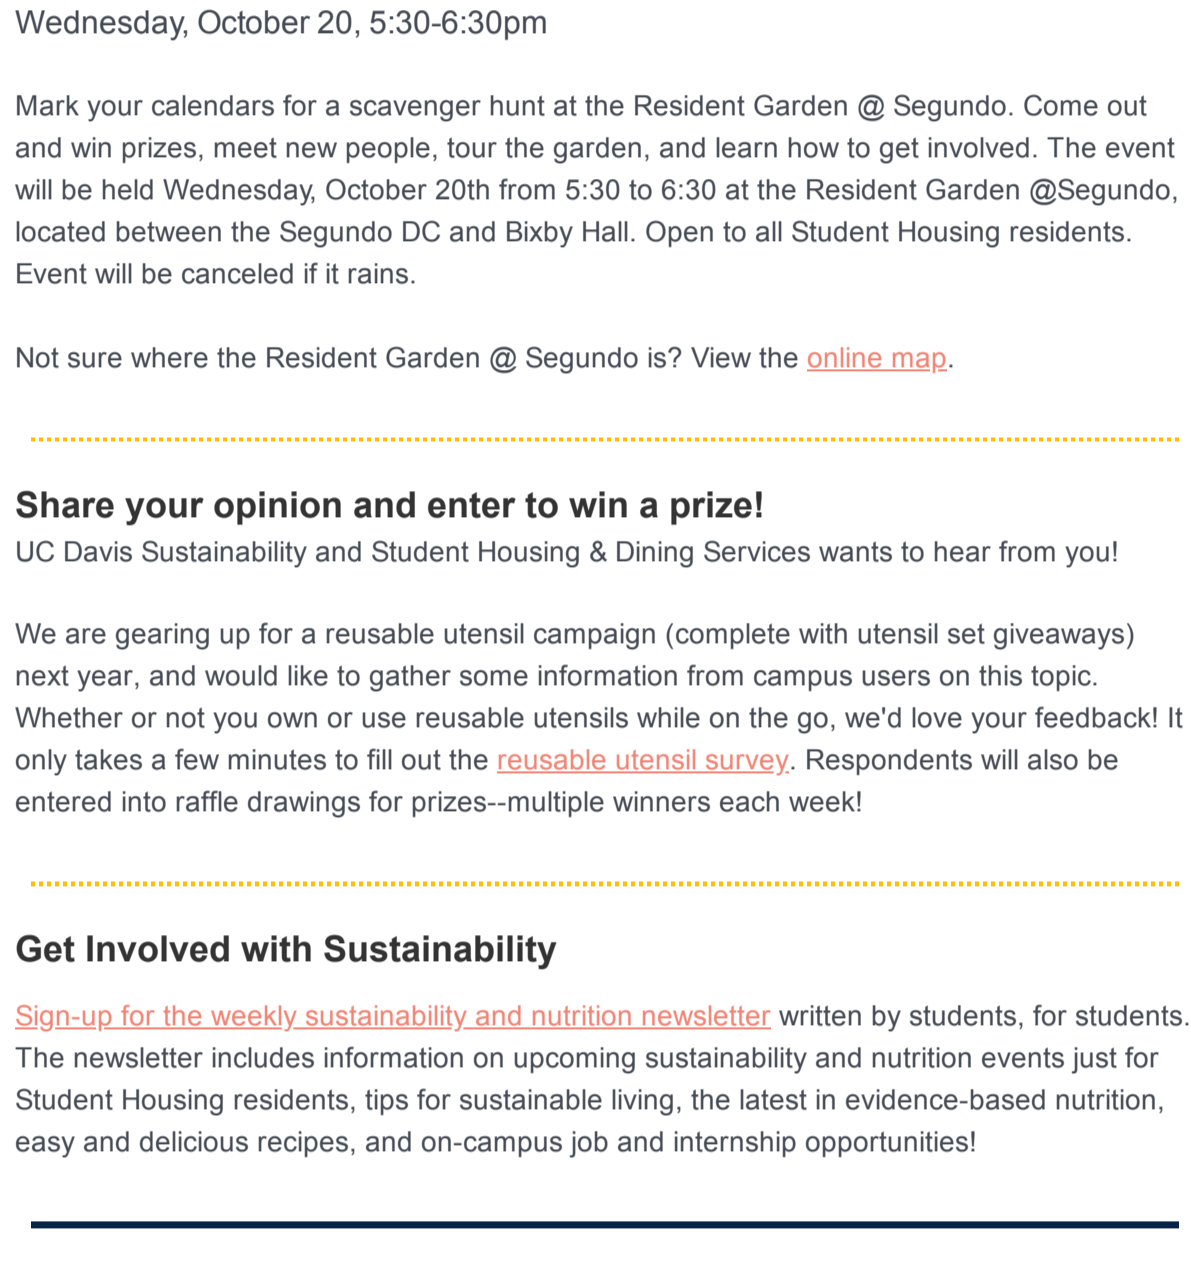 Wednesday, October 20, 5:30-6:30pm
Mark your calendars for a scavenger hunt at the Resident Garden @ Segundo. Come out
and win prizes, meet new people, tour the garden, and learn how to get involved. The event
will be held Wednesday, October 20th from 5:30 to 6:30 at the Resident Garden @Segundo,
located between the Segundo DC and Bixby Hall. Open to all Student Housing residents.
Event will be canceled if it rains.
Not sure where the Resident Garden @ Segundo is? View the online map.
Share your opinion and enter to win a prize!
UC Davis Sustainability and Student Housing & Dining Services wants to hear from you!
We are gearing up for a reusable utensil campaign (complete with utensil set giveaways)
next year, and would like to gather some information from campus users on this topic.
Whether or not you own or use reusable utensils while on the go, we'd love your feedback! It
only takes a few minutes to fill out the reusable utensil survey. Respondents will also be
entered into raffle drawings for prizes--multiple winners each week!
Get Involved with Sustainability
Sign-up for the weekly sustainability and nutrition newsletter written by students, for students.
The newsletter includes information on upcoming sustainability and nutrition events just for
Student Housing residents, tips for sustainable living, the latest in evidence-based nutrition,
easy and delicious recipes, and on-campus job and internship opportunities!